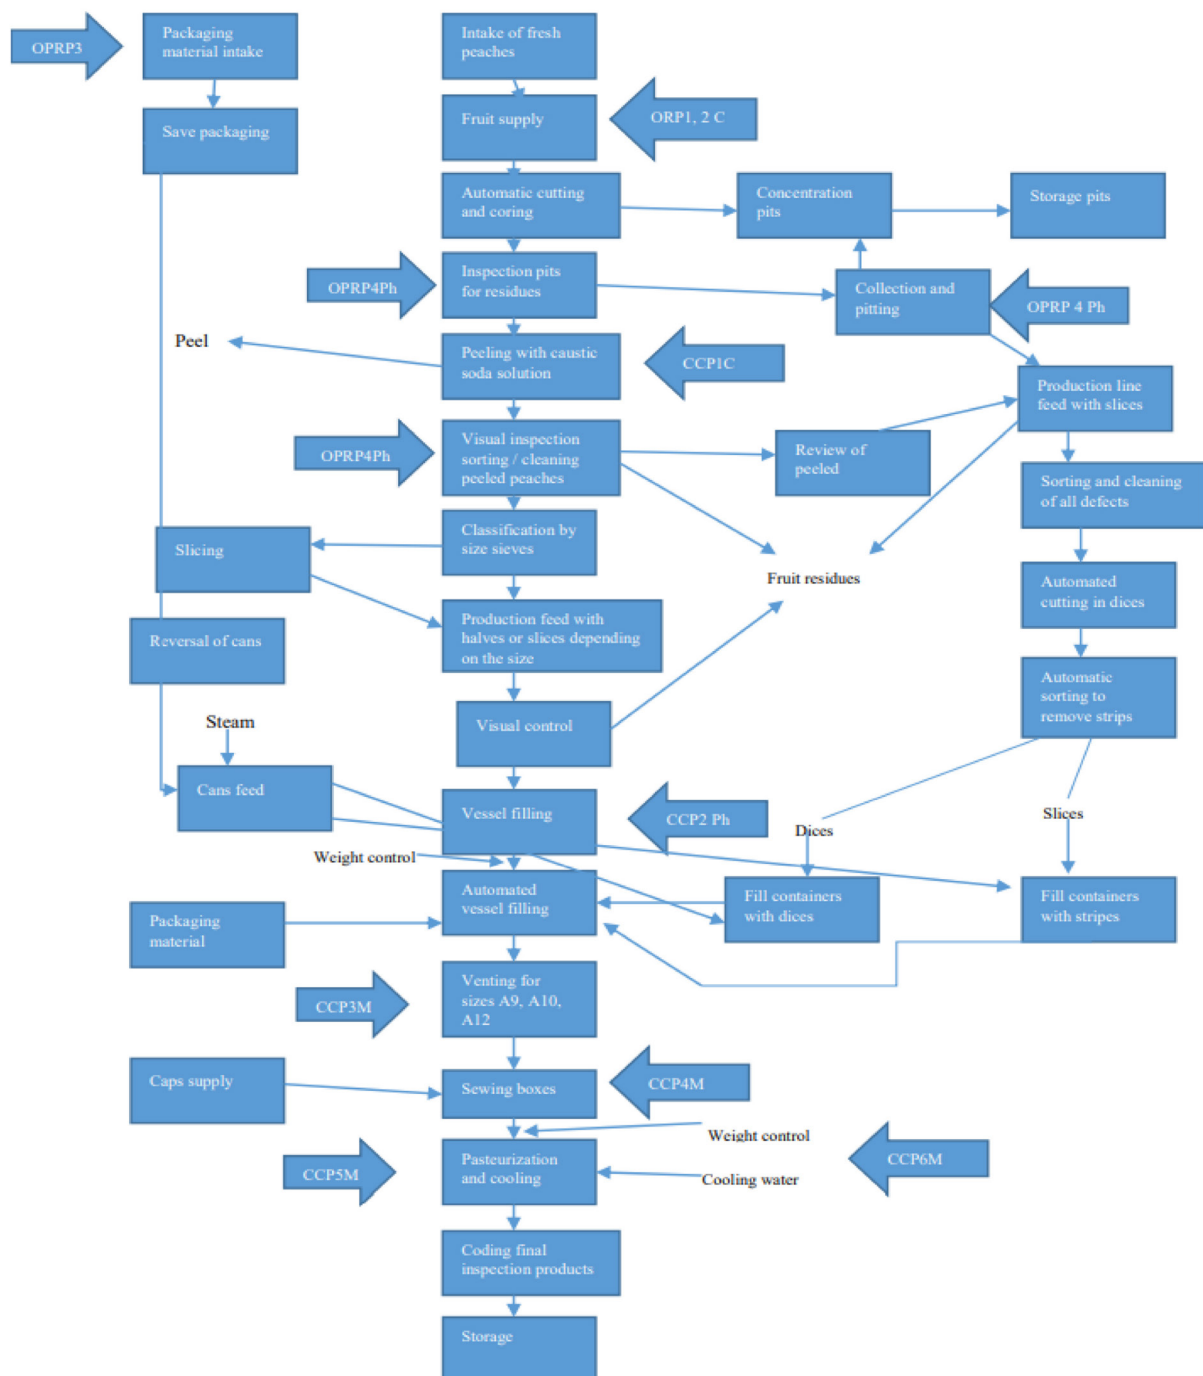 OPRP3
Packaging
material intake
Intake of fresh
peaches
Save packaging
Fruit supply
ORP1, 2 C
Automatic cutting
and coring
Concentration
pits
Storage pits
OPRP4Ph
Inspection pits
for residues
Collection and
pitting
OPRP 4 Ph
Peel
Peeling with caustic
soda solution
CCP1C
Production line
feed with slices
OPRP4Ph
Visual inspection
sorting / cleaning
peeled peaches
Review of
peeled
Sorting and cleaning
of all defects
Slicing
Classification by
size sieves
Fruit residues
Automated
cutting in dices
Reversal of cans
Production feed with
halves or slices depending
on the size
Automatic
sorting to
remove strips
Steam
Visual control
Cans feed
Vessel filling
CCP2 Ph
Dices
Slices
Weight control
Automated
vessel filling
Fill containers
with dices
Fill containers
with stripes
Packaging
material
CCP3M
Venting for
sizes A9, A10,
A12
Caps supply
Sewing boxes
CCP4M
Weight control
CCP5M
Pasteurization
and cooling
Cooling water
CCP6M
Coding final
inspection products
Storage